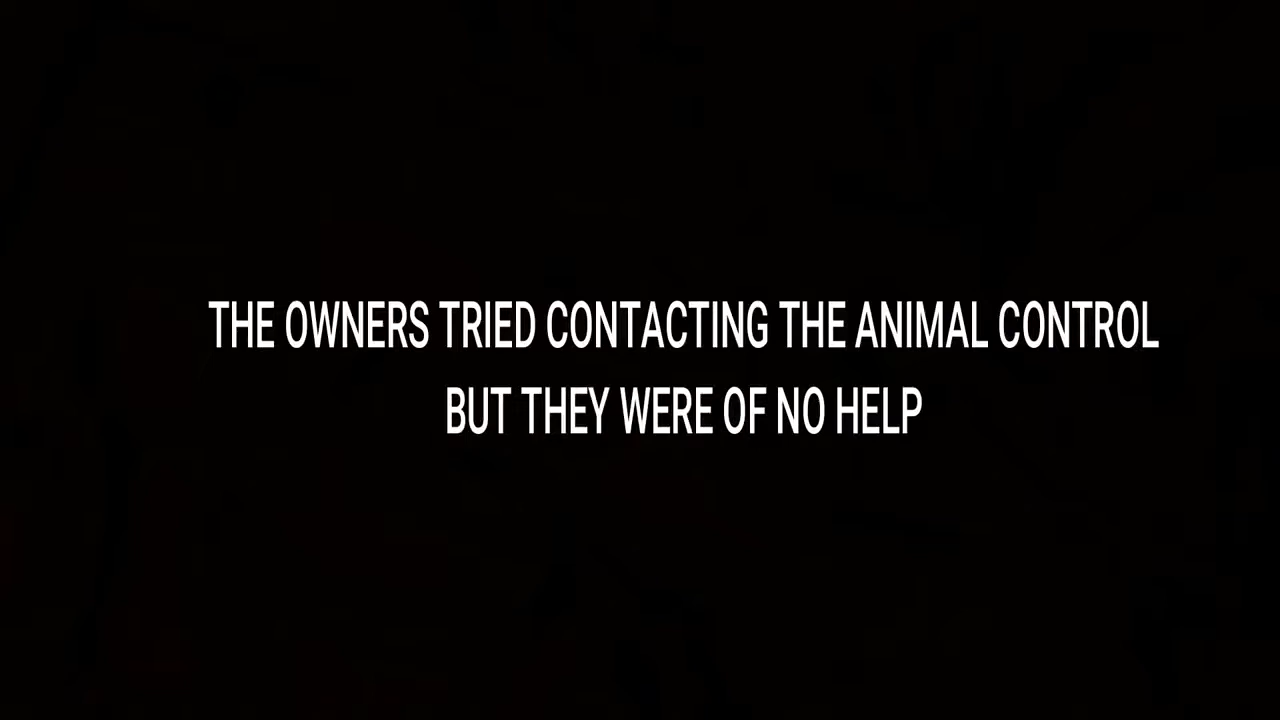 THE OWNERS TRIED CONTACTING THE ANIMAL CONTROL
BUT THEY WERE OF NO HELP